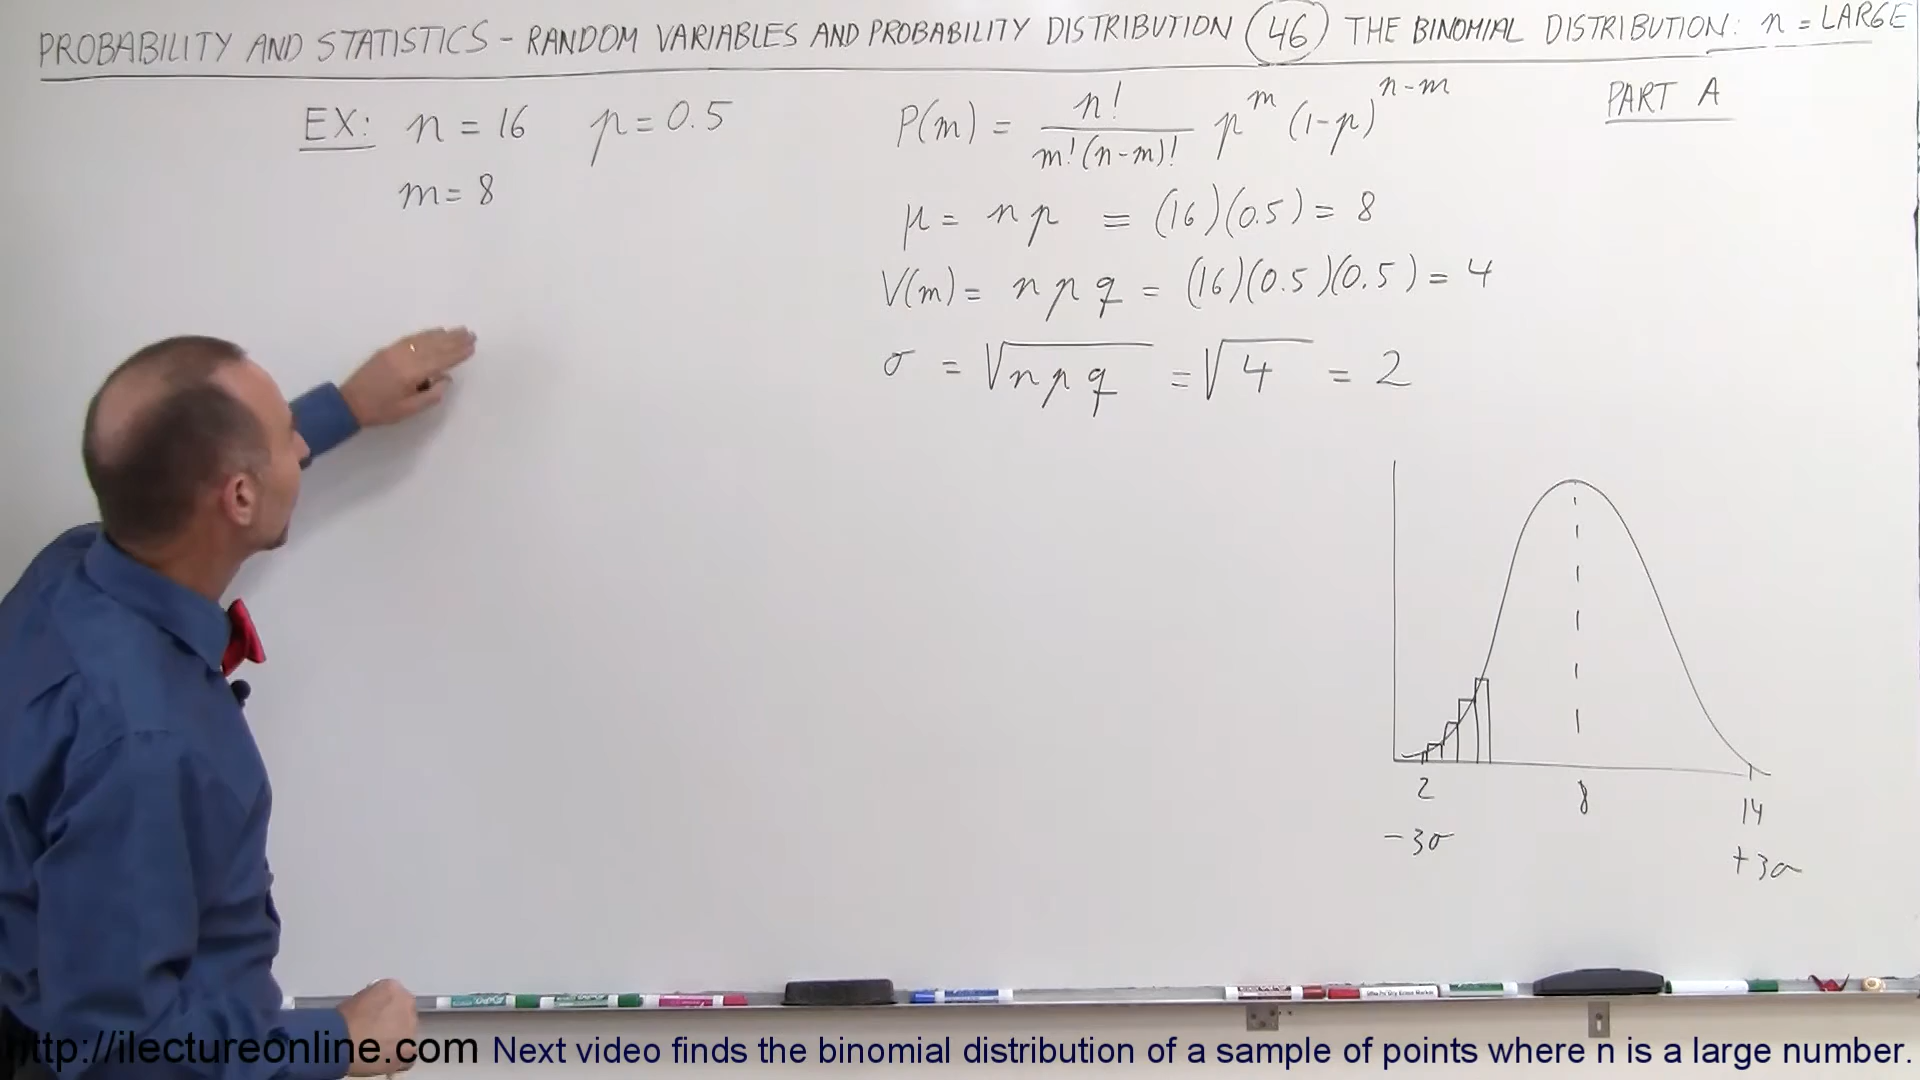 PROBABILITY AND STATISTICS - RANDOM VARIABLES AND PROBABILITY DISTRIBUTION (46) THE BINOMIAL DISTRIBUTION: n = LARGE
PART A
EX: n = 16 p = 0.5
m = 8
P(m) = n! / m!(n-m)! p^m (1-p)^n-m
μ = np = (16)(0.5) = 8
V(m) = npq = (16)(0.5)(0.5) = 4
σ = √npq = √4 = 2
2 8 14
-3σ +3σ
http://ilectureonline.com Next video finds the binomial distribution of a sample of points where n is a large number.